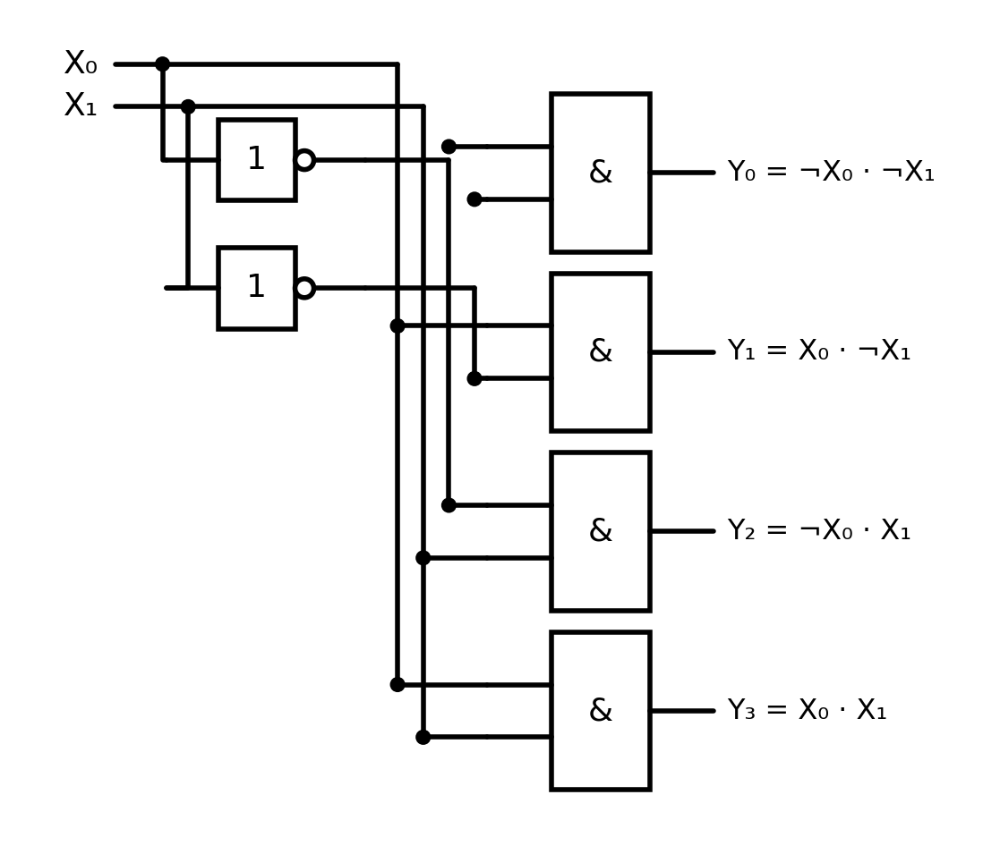 X₀
X₁
1
1
& Y₀ = ¬X₀ · ¬X₁
& Y₁ = X₀ · ¬X₁
& Y₂ = ¬X₀ · X₁
& Y₃ = X₀ · X₁